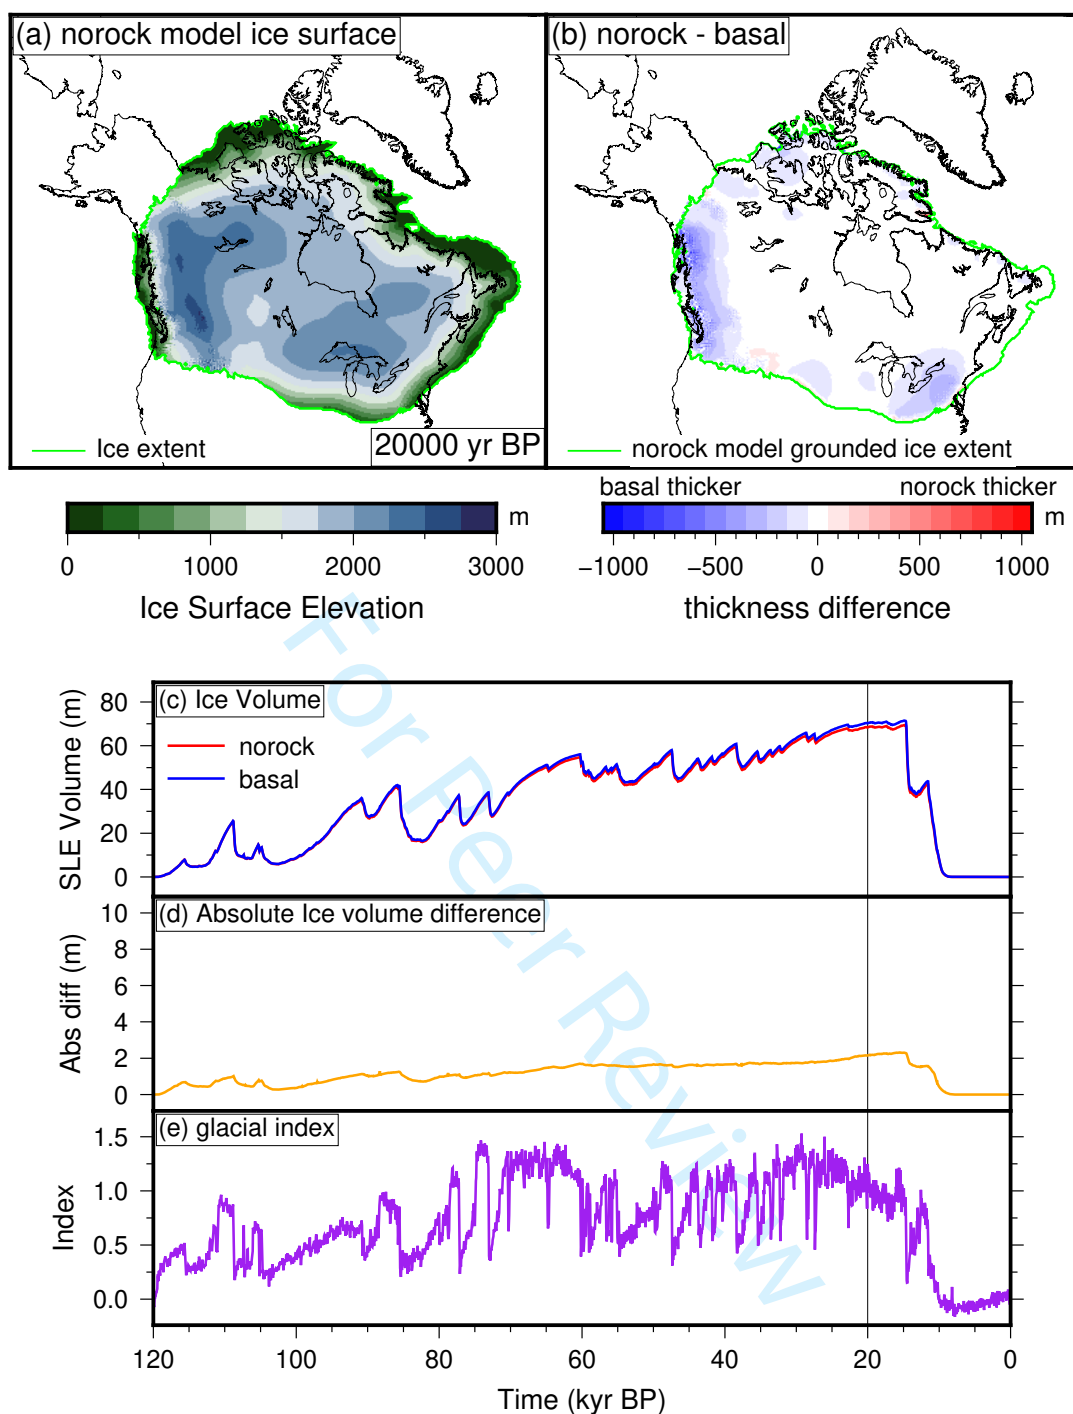 (a) norock model ice surface
(b) norock - basal
Ice extent
20000 yr BP
norock model grounded ice extent
basal thicker
norock thicker
m
m
0
1000
2000
3000
−1000
−500
0
500
1000
Ice Surface Elevation
thickness difference
For Peer Review
(c) Ice Volume
norock
basal
SLE Volume (m)
80
60
40
20
0
(d) Absolute Ice volume difference
Abs diff (m)
10
8
6
4
2
0
(e) glacial index
Index
1.5
1.0
0.5
0.0
120
100
80
60
40
20
0
Time (kyr BP)